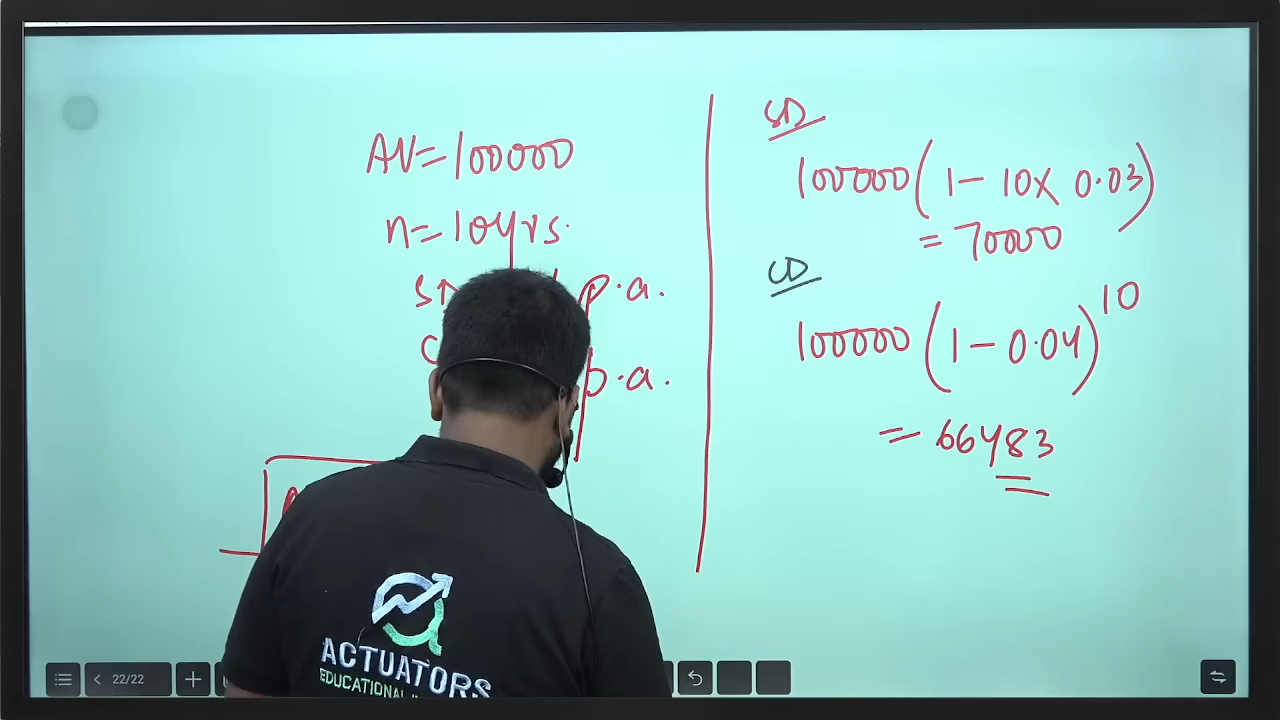 AV = 100000
n = 10 yrs.
p.a.
p.a.
SD
100000 ( 1 - 10 x 0.03 )
= 70000
CD
100000 ( 1 - 0.04 )^10
= 66483
ACTUATORS
EDUCATIONAL
22/22